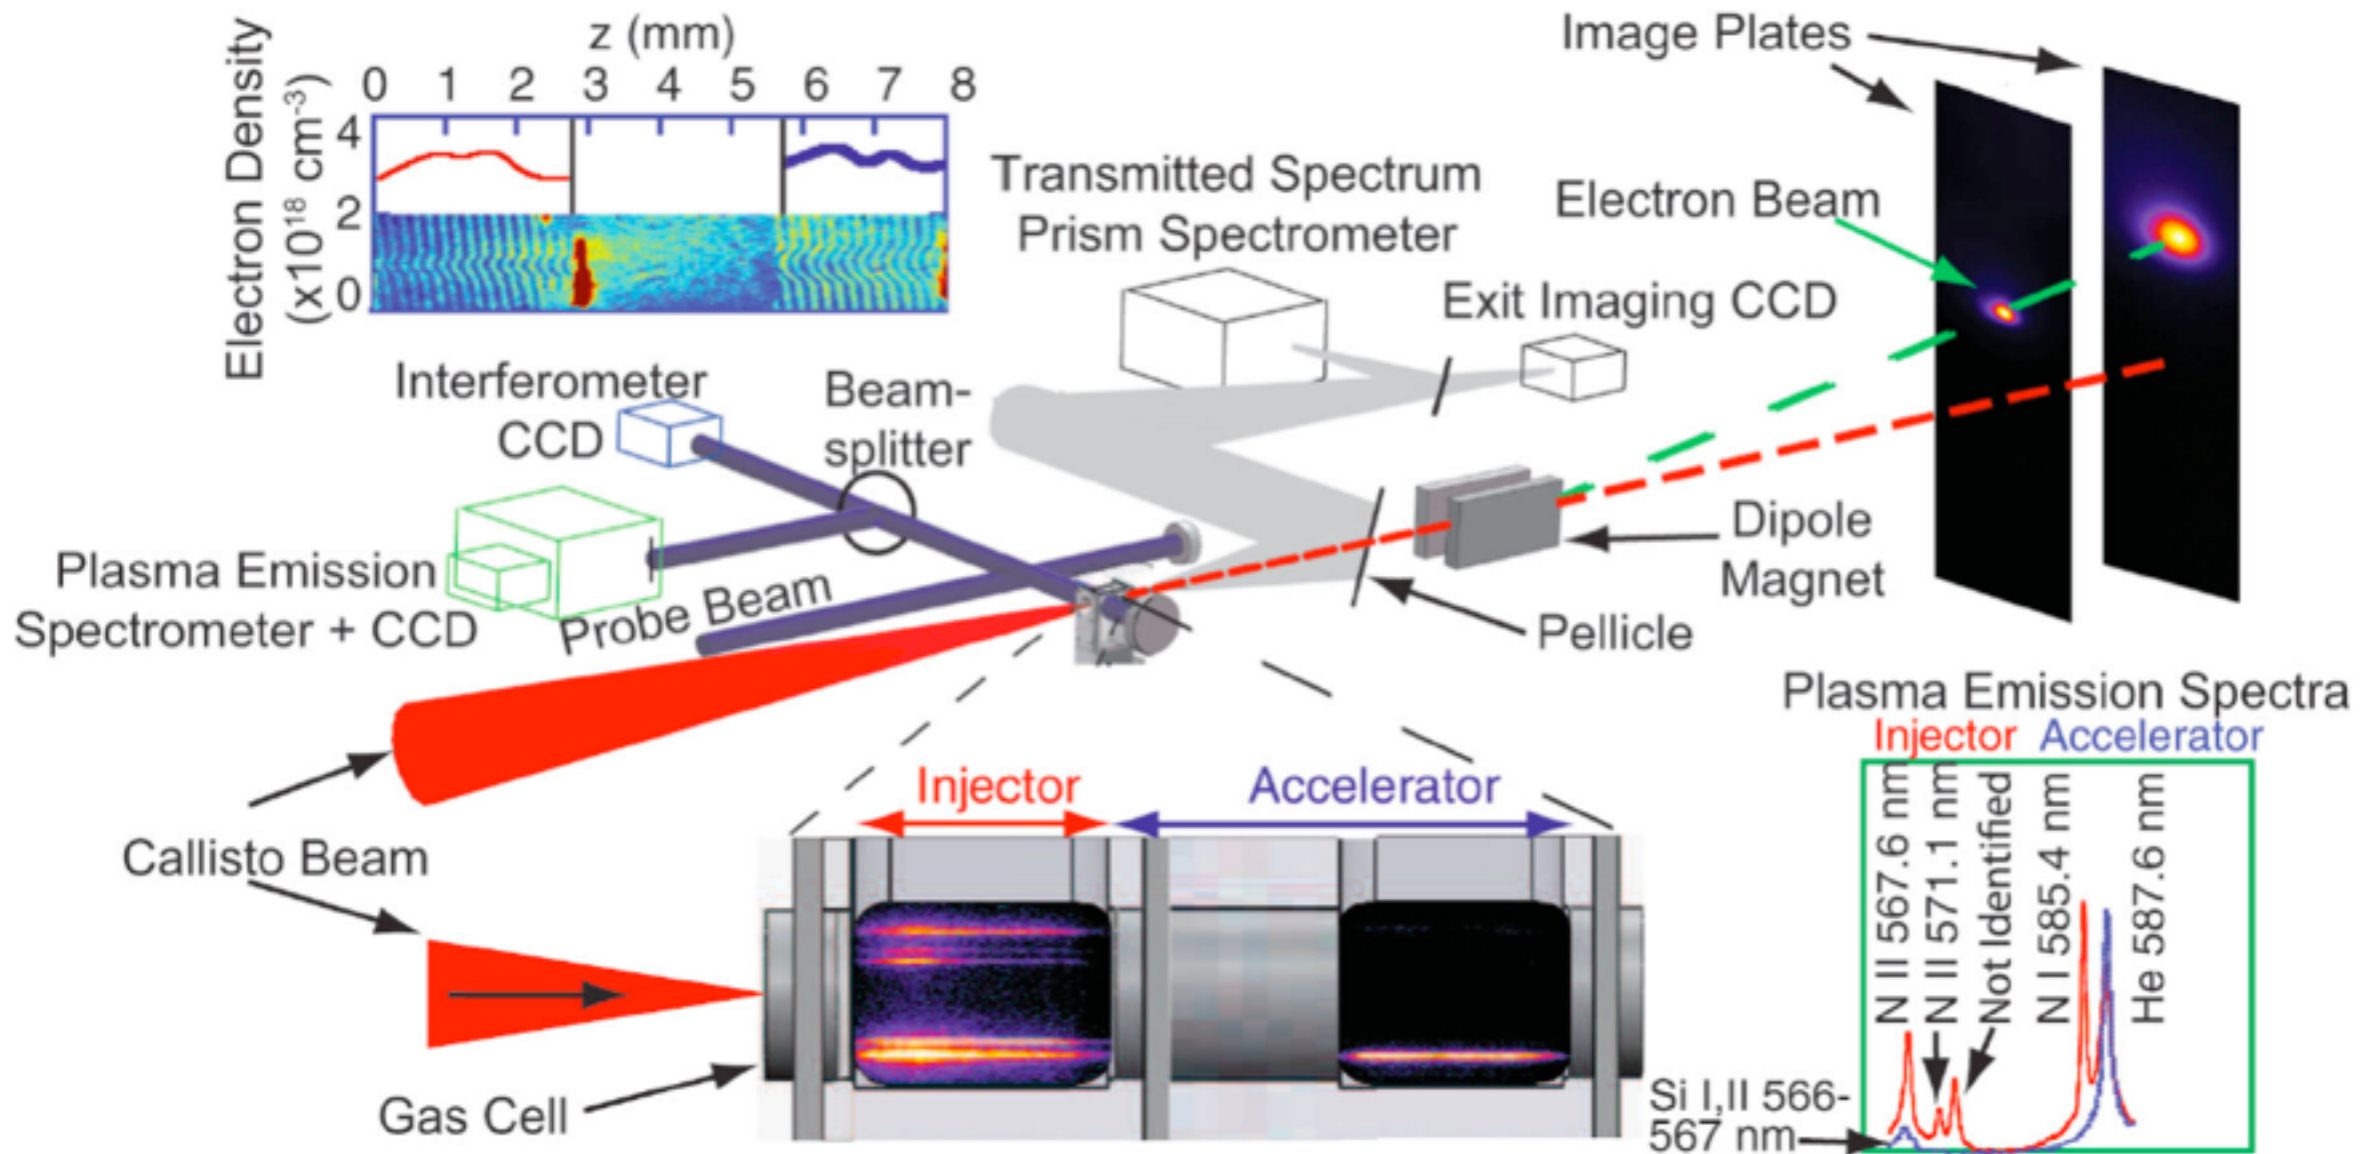 z (mm)
0 1 2 3 4 5 6 7 8
Electron Density
(x10¹⁸ cm⁻³)
4
2
0
Image Plates
Transmitted Spectrum
Prism Spectrometer
Electron Beam
Exit Imaging CCD
Interferometer
CCD
Beam-
splitter
Plasma Emission
Spectrometer + CCD
Probe Beam
Dipole
Magnet
Pellicle
Callisto Beam
Injector
Accelerator
Gas Cell
Plasma Emission Spectra
Injector Accelerator
N II 567.6 nm
N II 571.1 nm
Not Identified
N I 585.4 nm
He 587.6 nm
Si I,II 566-
567 nm